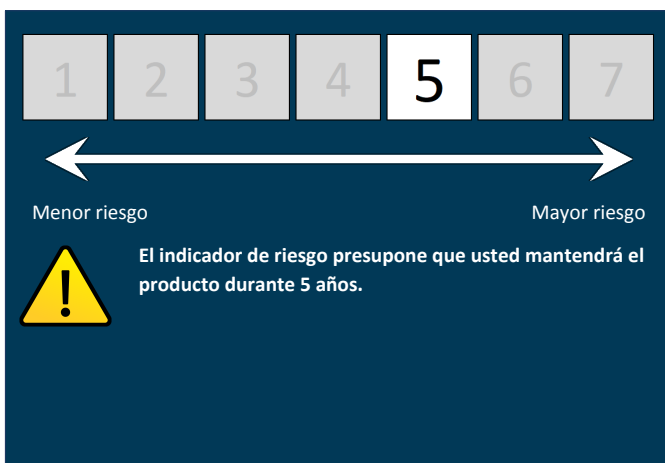 1 2 3 4 5 6 7
Menor riesgo Mayor riesgo
El indicador de riesgo presupone que usted mantendrá el
producto durante 5 años.